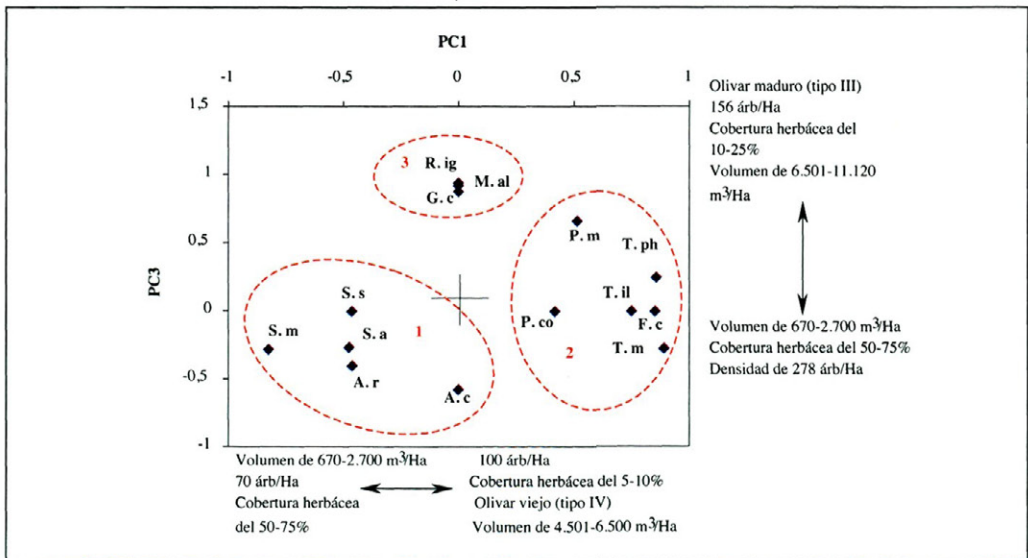 PC1
-1
-0,5
0
0,5
1
1,5
1
0,5
0
-0,5
-1
PC3
3
R. ig
M. al
G. c
P. m
T. ph
T. il
P. co
F. c
T. m
2
S. s
S. m
S. a
1
A. r
A. c
Olivar maduro (tipo III)
156 árb/Ha
Cobertura herbácea del
10-25%
Volumen de 6.501-11.120
m³/Ha
Volumen de 670-2.700 m³/Ha
Cobertura herbácea del 50-75%
Densidad de 278 árb/Ha
Volumen de 670-2.700 m³/Ha
70 árb/Ha
Cobertura herbácea
del 50-75%
100 árb/Ha
Cobertura herbácea del 5-10%
Olivar viejo (tipo IV)
Volumen de 4.501-6.500 m³/Ha